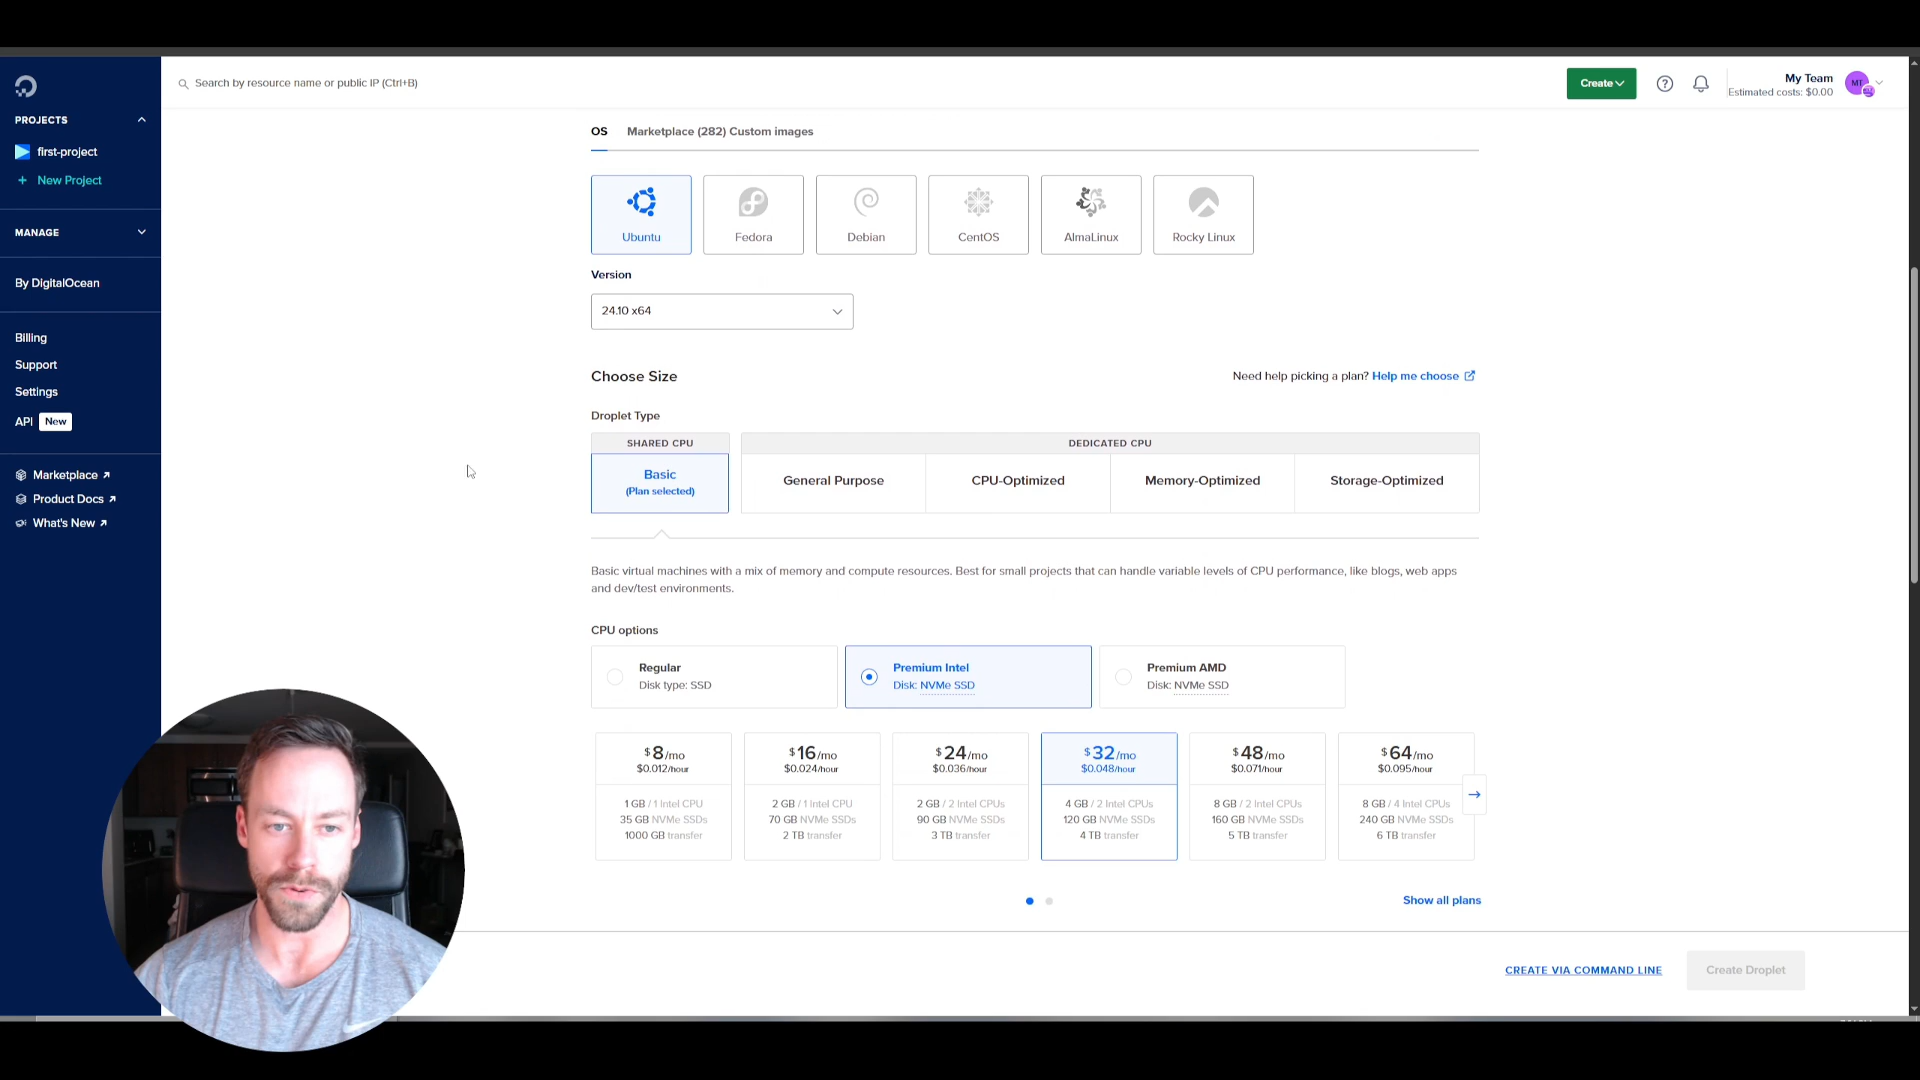 Search by resource name or public IP (Ctrl+B)
Create
My Team
Estimated costs: $0.00
MT
PROJECTS
first-project
+ New Project
MANAGE
By DigitalOcean
Billing
Support
Settings
API New
Marketplace
Product Docs
What's New
OS Marketplace (282) Custom images
Ubuntu
Fedora
Debian
CentOS
AlmaLinux
Rocky Linux
Version
24.10 x64
Choose Size
Need help picking a plan? Help me choose
Droplet Type
SHARED CPU
DEDICATED CPU
Basic
(Plan selected)
General Purpose
CPU-Optimized
Memory-Optimized
Storage-Optimized
Basic virtual machines with a mix of memory and compute resources. Best for small projects that can handle variable levels of CPU performance, like blogs, web apps
and dev/test environments.
CPU options
Regular
Disk type: SSD
Premium Intel
Disk: NVMe SSD
Premium AMD
Disk: NVMe SSD
$8/mo
$0.012/hour
1 GB / 1 Intel CPU
35 GB NVMe SSDs
1000 GB transfer
$16/mo
$0.024/hour
2 GB / 1 Intel CPU
70 GB NVMe SSDs
2 TB transfer
$24/mo
$0.036/hour
2 GB / 2 Intel CPUs
90 GB NVMe SSDs
3 TB transfer
$32/mo
$0.048/hour
4 GB / 2 Intel CPUs
120 GB NVMe SSDs
4 TB transfer
$48/mo
$0.071/hour
8 GB / 2 Intel CPUs
160 GB NVMe SSDs
5 TB transfer
$64/mo
$0.095/hour
8 GB / 4 Intel CPUs
240 GB NVMe SSDs
6 TB transfer
Show all plans
CREATE VIA COMMAND LINE
Create Droplet